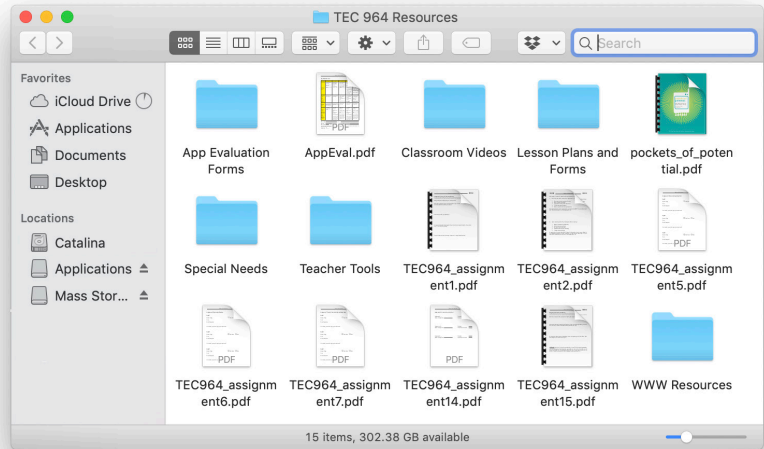 TEC 964 Resources
Search
Favorites
iCloud Drive
Applications
Documents
Desktop
Locations
Catalina
Applications
Mass Stor...
App Evaluation
Forms
PDF
AppEval.pdf
Classroom Videos
Lesson Plans and
Forms
pockets_of_poten
tial.pdf
Special Needs
Teacher Tools
TEC964_assignm
ent1.pdf
TEC964_assignm
ent2.pdf
PDF
TEC964_assignm
ent5.pdf
PDF
TEC964_assignm
ent6.pdf
PDF
TEC964_assignm
ent7.pdf
PDF
TEC964_assignm
ent14.pdf
TEC964_assignm
ent15.pdf
WWW Resources
15 items, 302.38 GB available